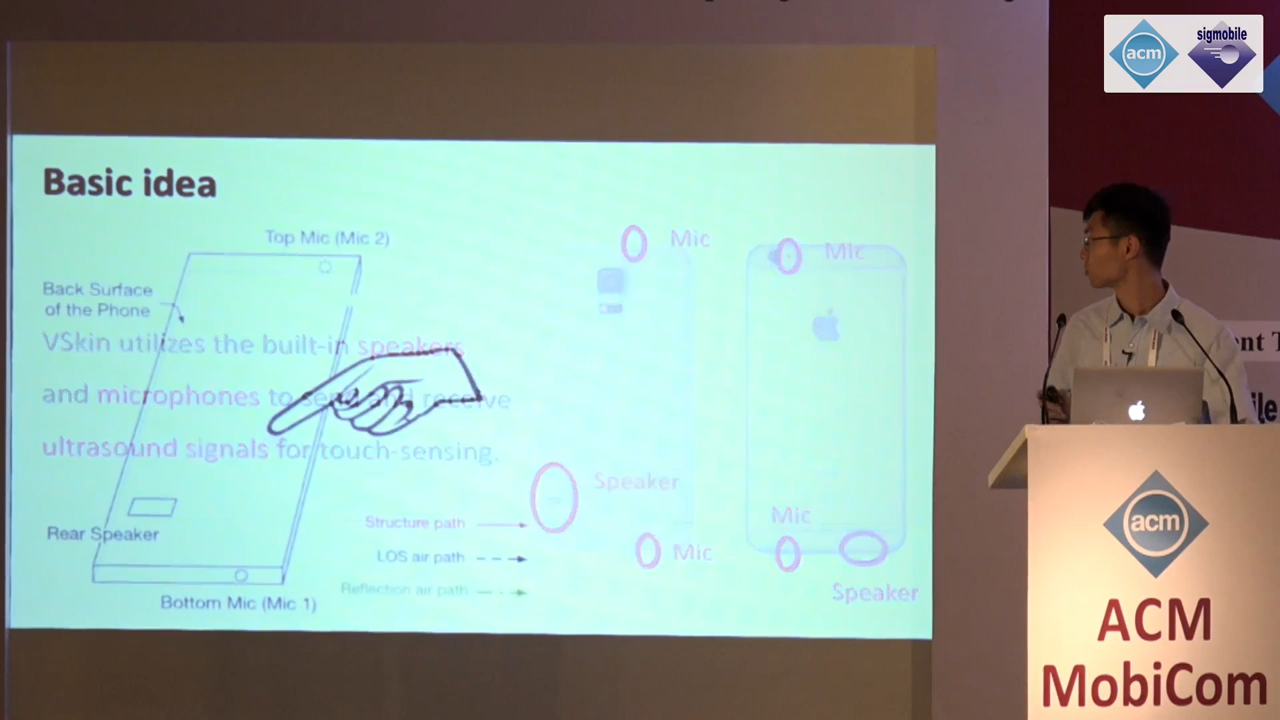 acm
sigmobile
Basic idea
Top Mic (Mic 2)
Back Surface
of the Phone
VSkin utilizes the built-in speakers
and microphones to send and receive
ultrasound signals for touch-sensing.
Rear Speaker
Bottom Mic (Mic 1)
Structure path
LOS air path
Reflection air path
Mic
Speaker
Mic
Mic
Mic
Speaker
acm
ACM
MobiCom